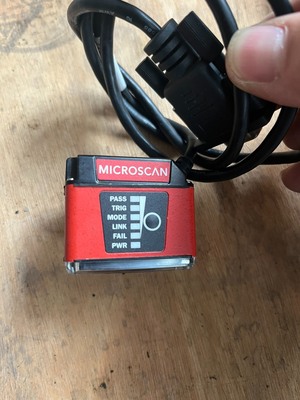 MICROSCAN
PASS
TRIG
MODE
LINK
FAIL
PWR